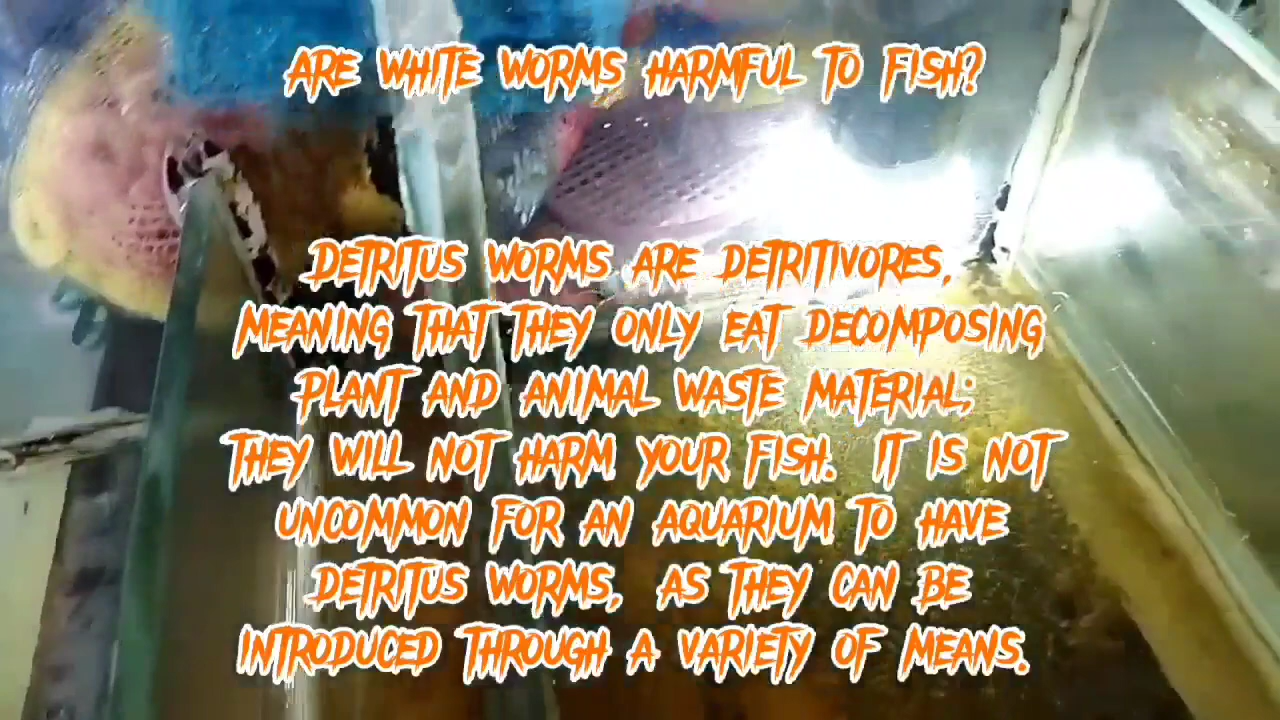 ARE WHITE WORMS HARMFUL TO FISH?
DETRITUS WORMS ARE DETRITIVORES,
MEANING THAT THEY ONLY EAT DECOMPOSING
PLANT AND ANIMAL WASTE MATERIAL;
THEY WILL NOT HARM YOUR FISH. IT IS NOT
UNCOMMON FOR AN AQUARIUM TO HAVE
DETRITUS WORMS, AS THEY CAN BE
INTRODUCED THROUGH A VARIETY OF MEANS.